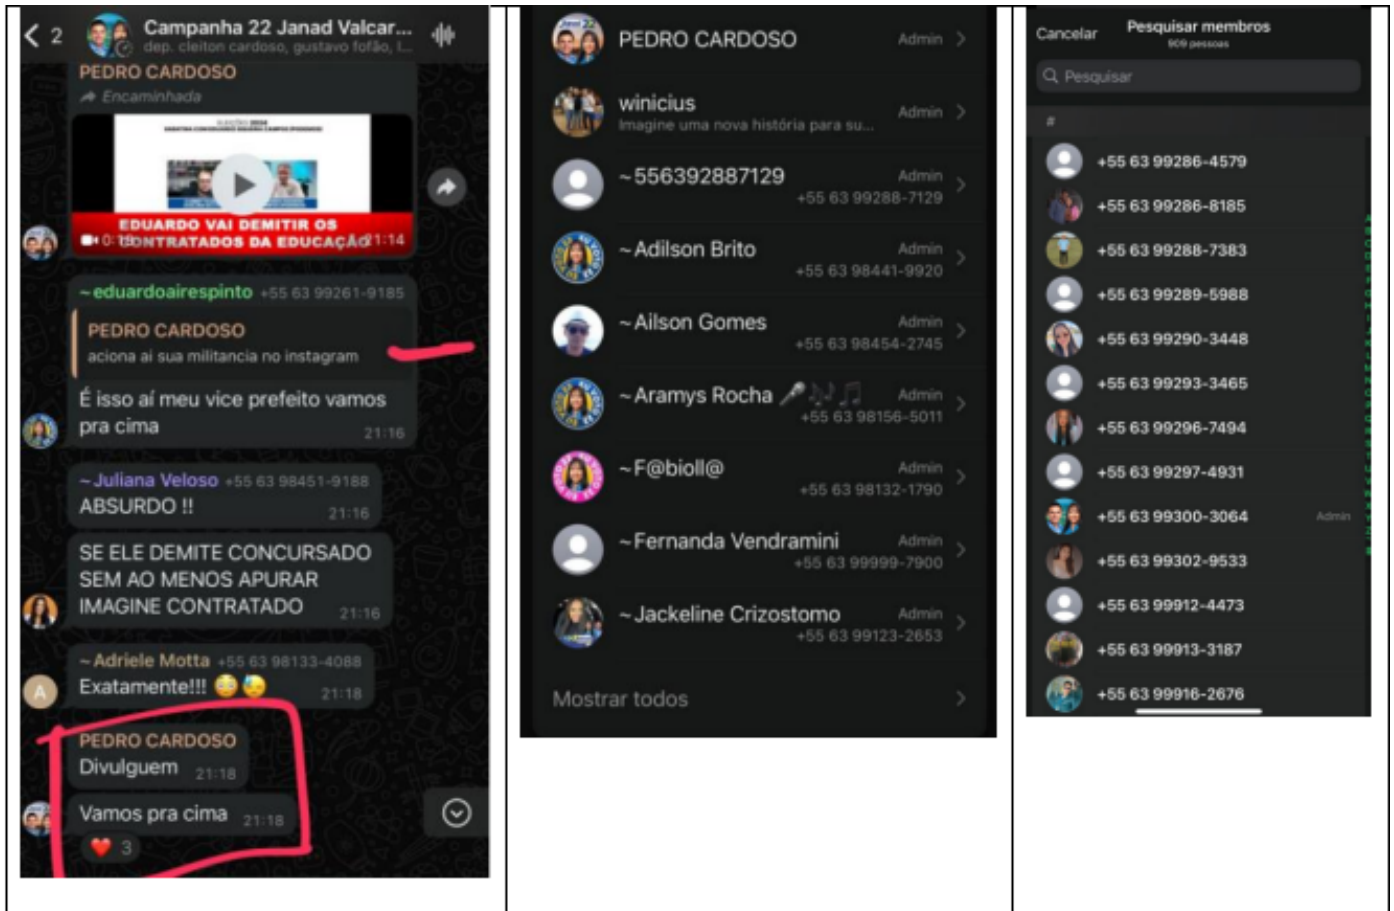 2
Campanha 22 Janad Valcar...
dep. cleiton cardoso, gustavo fofão, l...
PEDRO CARDOSO
Encaminhada
ELEIÇÕES 2024
EDUARDO VAI DEMITIR OS
CONTRATADOS DA EDUCAÇÃO
21:14
~eduardoairespinto +55 63 99261-9185
PEDRO CARDOSO
aciona ai sua militancia no instagram
É isso aí meu vice prefeito vamos
pra cima
21:16
~Juliana Veloso +55 63 98451-9188
ABSURDO !!
21:16
SE ELE DEMITE CONCURSADO
SEM AO MENOS APURAR
IMAGINE CONTRATADO
21:16
A
~Adriele Motta +55 63 98133-4088
Exatamente!!! 😳😓
21:18
PEDRO CARDOSO
Divulguem 21:18
Vamos pra cima 21:18
❤️ 3
PEDRO CARDOSO Admin
winicius Admin
Imagine uma nova história para su...
~556392887129 Admin
+55 63 99288-7129
~Adilson Brito Admin
+55 63 98441-9920
~Ailson Gomes Admin
+55 63 98454-2745
~Aramys Rocha 🎤🎶🎵 Admin
+55 63 98156-5011
~F@bioll@ Admin
+55 63 98132-1790
~Fernanda Vendramini Admin
+55 63 99999-7900
~Jackeline Crizostomo Admin
+55 63 99123-2653
Mostrar todos
Cancelar
Pesquisar membros
909 pessoas
Pesquisar
#
+55 63 99286-4579
+55 63 99286-8185
+55 63 99288-7383
+55 63 99289-5988
+55 63 99290-3448
+55 63 99293-3465
+55 63 99296-7494
+55 63 99297-4931
+55 63 99300-3064 Admin
+55 63 99302-9533
+55 63 99912-4473
+55 63 99913-3187
+55 63 99916-2676